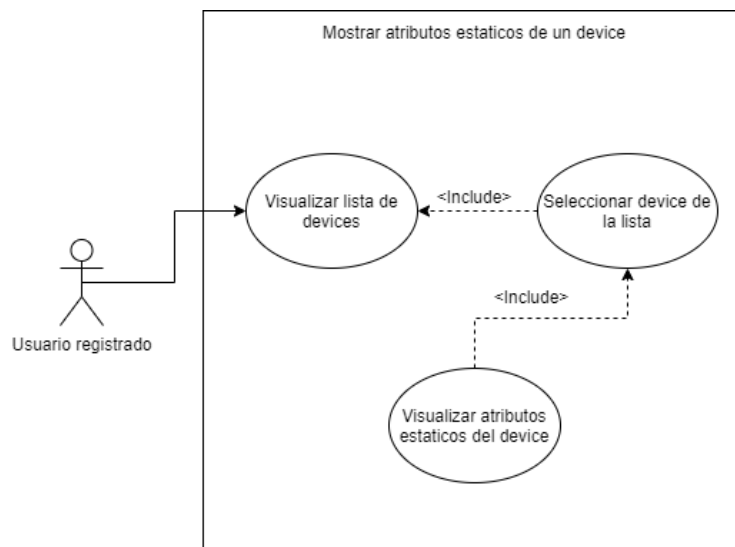 Mostrar atributos estaticos de un device
Visualizar lista de
devices
<Include>
Seleccionar device de
la lista
<Include>
Usuario registrado
Visualizar atributos
estaticos del device